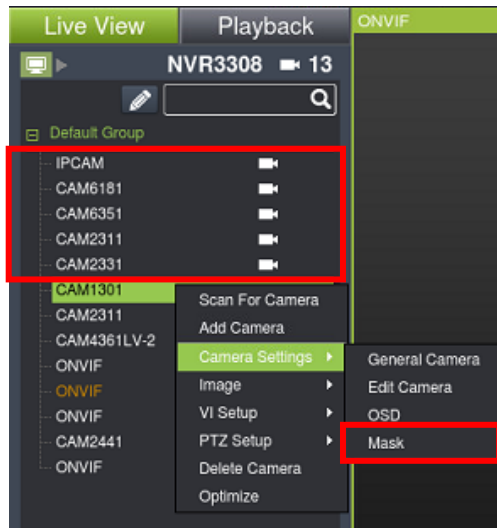 Live View Playback ONVIF
NVR3308 13
Default Group
IPCAM
CAM6181
CAM6351
CAM2311
CAM2331
CAM1301
CAM2311
CAM4361LV-2
ONVIF
ONVIF
ONVIF
CAM2441
ONVIF
Scan For Camera
Add Camera
Camera Settings
Image
VI Setup
PTZ Setup
Delete Camera
Optimize
General Camera
Edit Camera
OSD
Mask